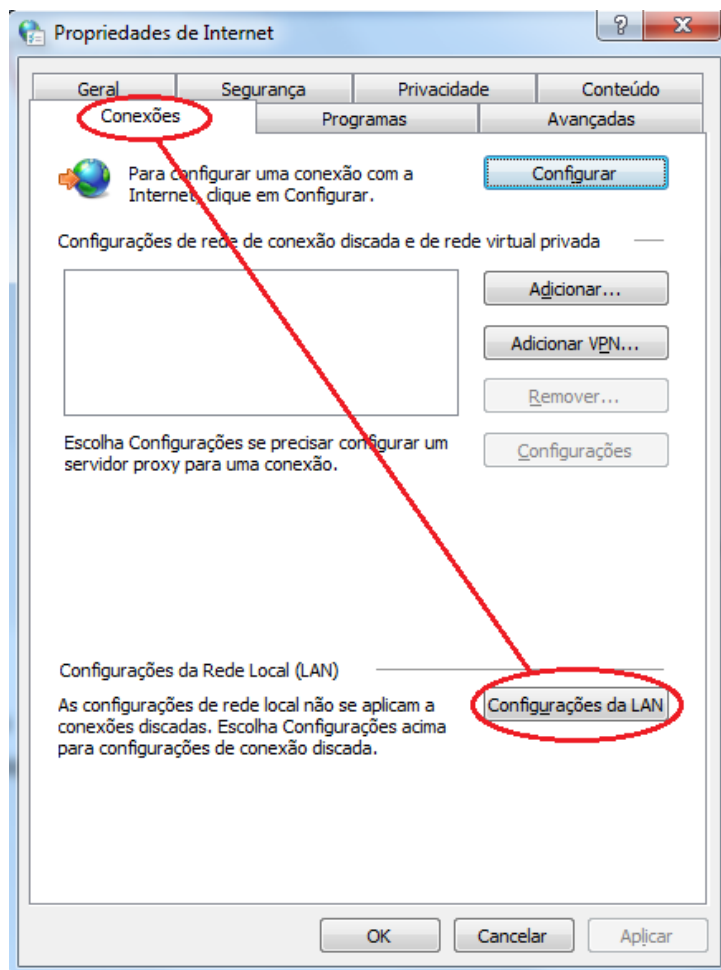 Propriedades de Internet
Geral
Segurança
Privacidade
Conteúdo
Conexões
Programas
Avançadas
Para configurar uma conexão com a
Internet, clique em Configurar.
Configurar
Configurações de rede de conexão discada e de rede virtual privada
Adicionar...
Adicionar VPN...
Remover...
Escolha Configurações se precisar configurar um
servidor proxy para uma conexão.
Configurações
Configurações da Rede Local (LAN)
As configurações de rede local não se aplicam a
conexões discadas. Escolha Configurações acima
para configurações de conexão discada.
Configurações da LAN
OK
Cancelar
Aplicar